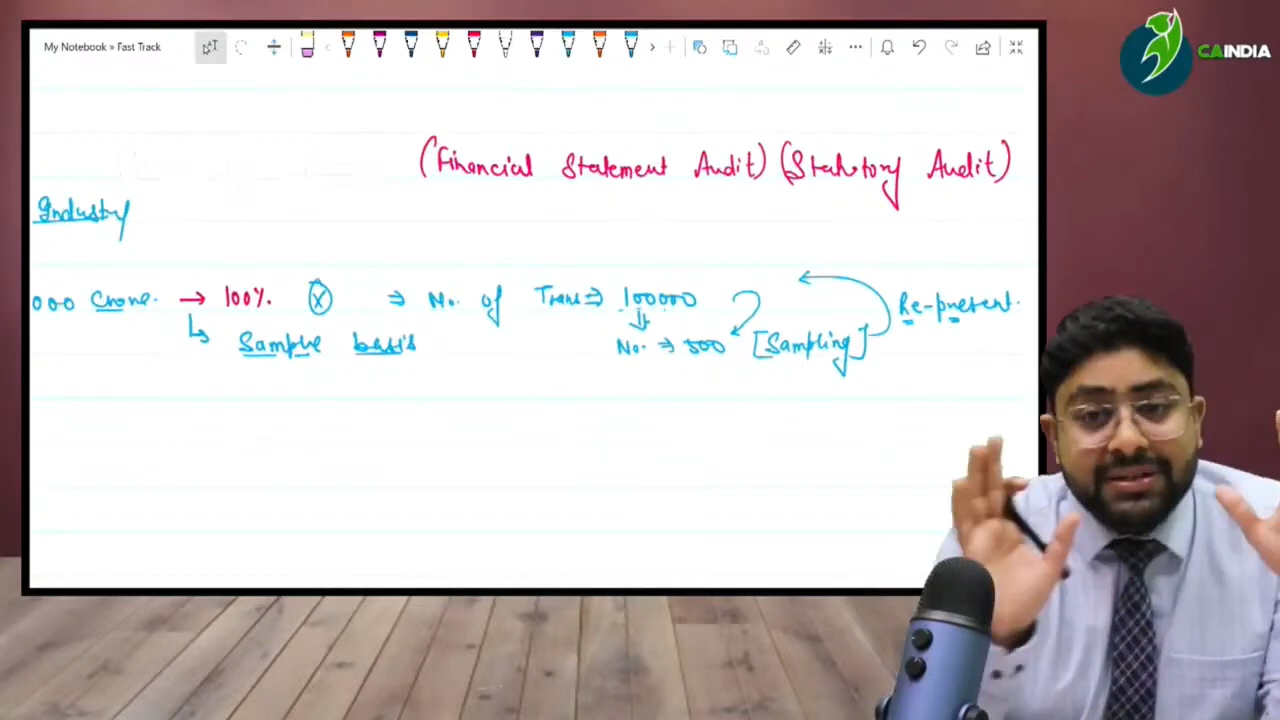 My Notebook » Fast Track
CAINDIA
(Financial Statement Audit) (Statutory Audit)
Industry
000 Crore. → 100% ⓧ ⇒ No. of Trans ⇒ 100000
Re-present.
↳ Sample basis
No. ⇒ 500 [Sampling]